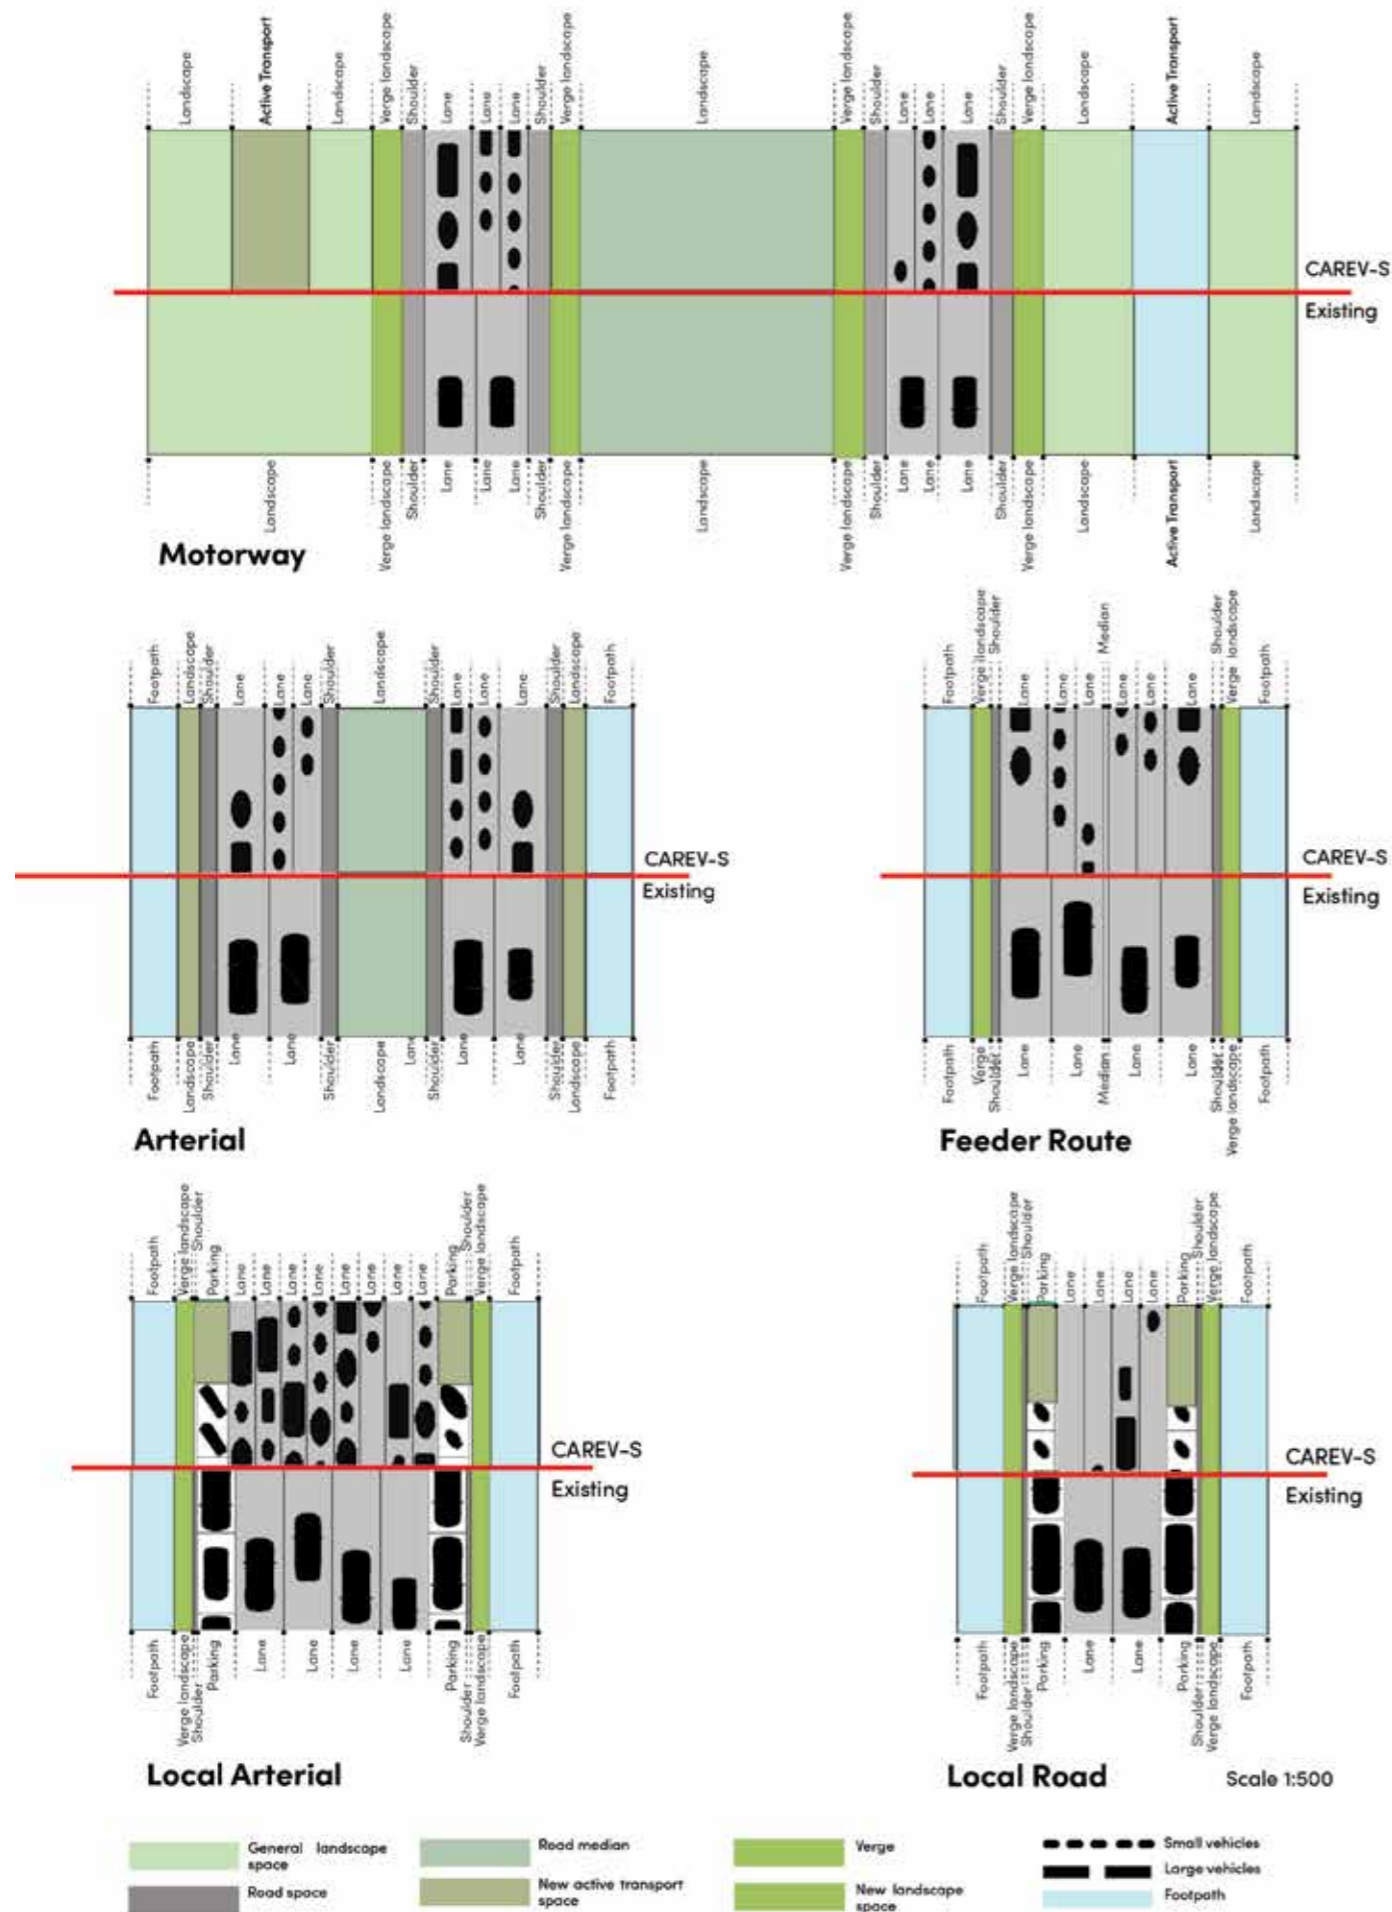 Landscape
Active Transport
Landscape
Verge landscape
Shoulder
Lane
Lane
Lane
Shoulder
Verge landscape
Landscape
Verge landscape
Shoulder
Lane
Lane
Lane
Shoulder
Verge landscape
Landscape
Active Transport
Landscape
CAREV-S
Existing
Landscape
Verge landscape
Shoulder
Lane
Lane
Lane
Shoulder
Verge landscape
Landscape
Verge landscape
Shoulder
Lane
Lane
Lane
Shoulder
Verge landscape
Landscape
Active Transport
Landscape
Motorway
Footpath
Landscape
Shoulder
Lane
Lane
Lane
Shoulder
Landscape
Shoulder
Lane
Lane
Lane
Shoulder
Landscape
Footpath
CAREV-S
Existing
Footpath
Landscape
Shoulder
Lane
Lane
Shoulder
Landscape
Lane
Shoulder
Lane
Lane
Shoulder
Landscape
Footpath
Arterial
Footpath
Verge landscape
Shoulder
Lane
Lane
Lane
Median
Lane
Lane
Lane
Shoulder
Verge landscape
Footpath
CAREV-S
Existing
Footpath
Verge
Shoulder
Lane
Lane
Median
Lane
Lane
Shoulder
Verge landscape
Footpath
Feeder Route
Footpath
Verge landscape
Shoulder
Parking
Lane
Lane
Lane
Lane
Lane
Lane
Lane
Lane
Parking
Shoulder
Verge landscape
Footpath
CAREV-S
Existing
Footpath
Verge landscape
Shoulder
Parking
Lane
Lane
Lane
Lane
Parking
Shoulder
Verge landscape
Footpath
Local Arterial
Footpath
Verge landscape
Shoulder
Parking
Lane
Lane
Lane
Lane
Parking
Shoulder
Verge landscape
Footpath
CAREV-S
Existing
Footpath
Verge landscape
Shoulder
Parking
Lane
Lane
Parking
Shoulder
Verge landscape
Footpath
Local Road
Scale 1:500
General landscape
space
Road space
Road median
New active transport
space
Verge
New landscape
space
Small vehicles
Large vehicles
Footpath